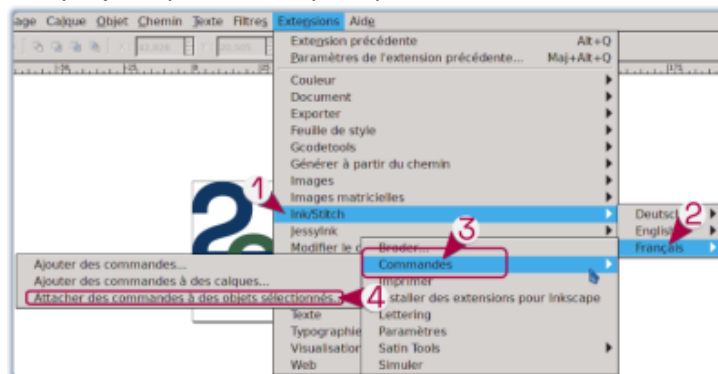 age Calque Objet Chemin Texte Filtres Extensions Aide
Extension précédente Alt+Q
Paramètres de l'extension précédente... Maj+Alt+Q
Couleur
Document
Exporter
Feuille de style
Gcodetools
Générer à partir du chemin
Images
Images matricielles
1
Ink/Stitch
JessyInk
Modifier le
Deutsch
English
Français
2
3
Broder...
Commandes
Imprimer
Installer des extensions pour Inkscape
Lettering
Paramètres
Satin Tools
Simuler
Ajouter des commandes...
Ajouter des commandes à des calques...
Attacher des commandes à des objets sélectionnés...
4
Texte
Typographie
Visualisation
Web